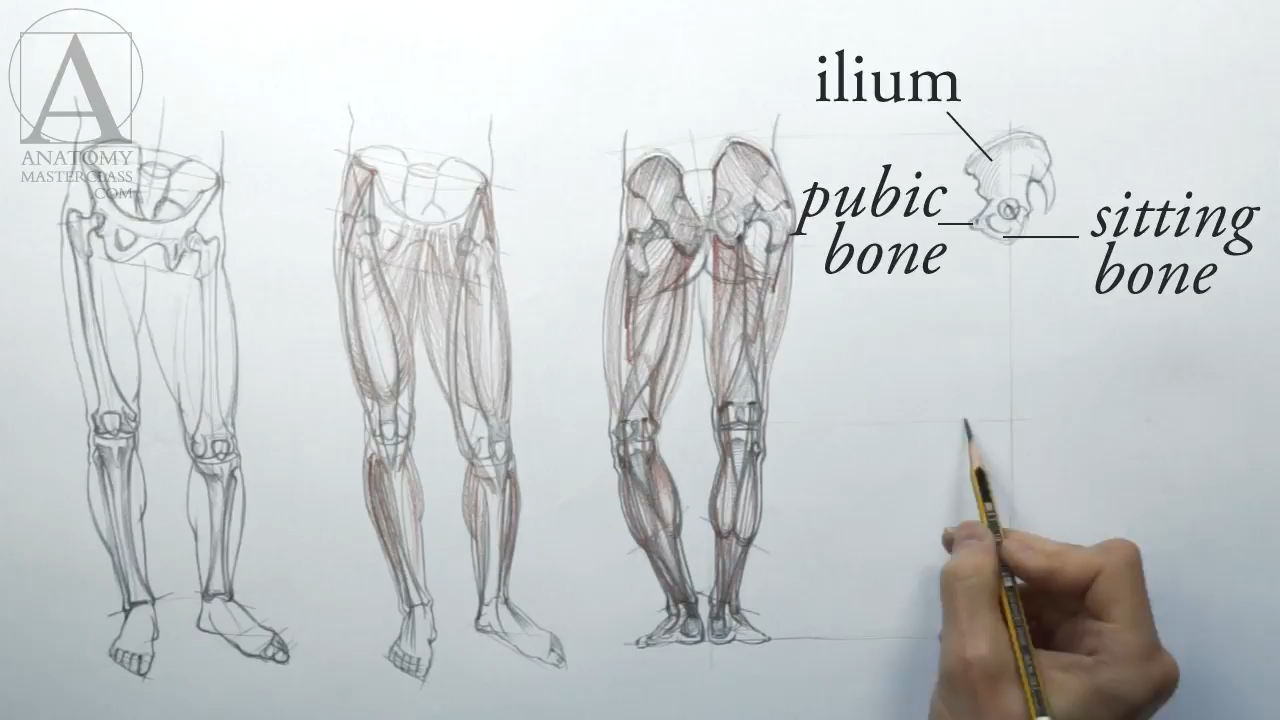 A
ANATOMY
MASTERCLASS
.COM
ilium
pubic
bone
sitting
bone